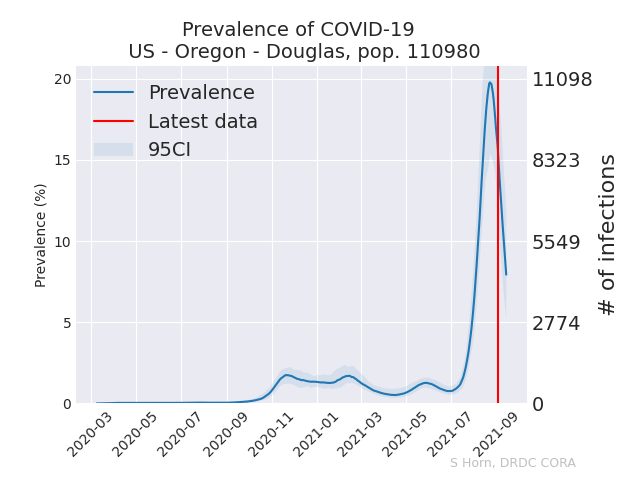 Prevalence of COVID-19
US - Oregon - Douglas, pop. 110980
Prevalence
Latest data
95CI
Prevalence (%)
20
15
10
5
0
11098
8323
5549
2774
0
# of infections
2020-03
2020-05
2020-07
2020-09
2020-11
2021-01
2021-03
2021-05
2021-07
2021-09
S Horn, DRDC CORA